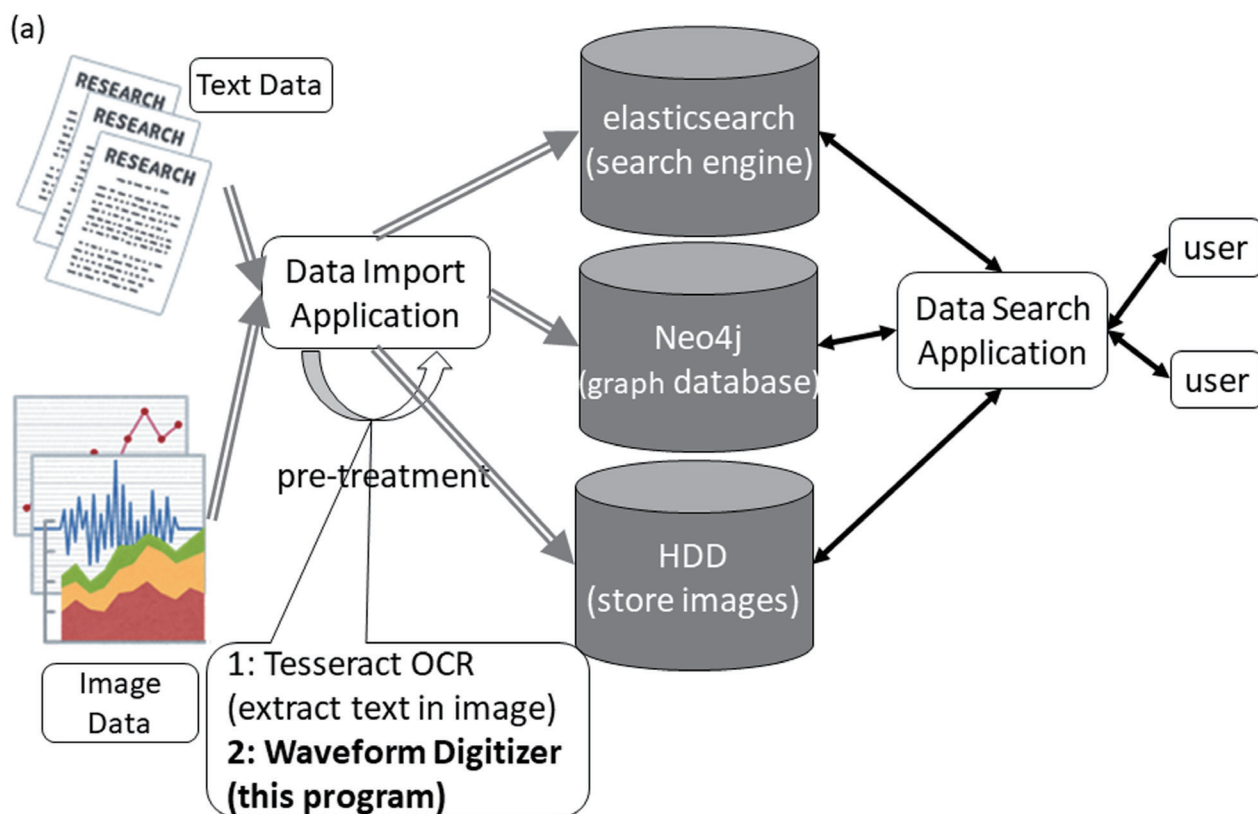 (a)
Text Data
RESEARCH
RESEARCH
RESEARCH
elasticsearch
(search engine)
Data Import
Application
Neo4j
(graph database)
Data Search
Application
user
user
pre-treatment
HDD
(store images)
Image
Data
1: Tesseract OCR
(extract text in image)
2: Waveform Digitizer
(this program)